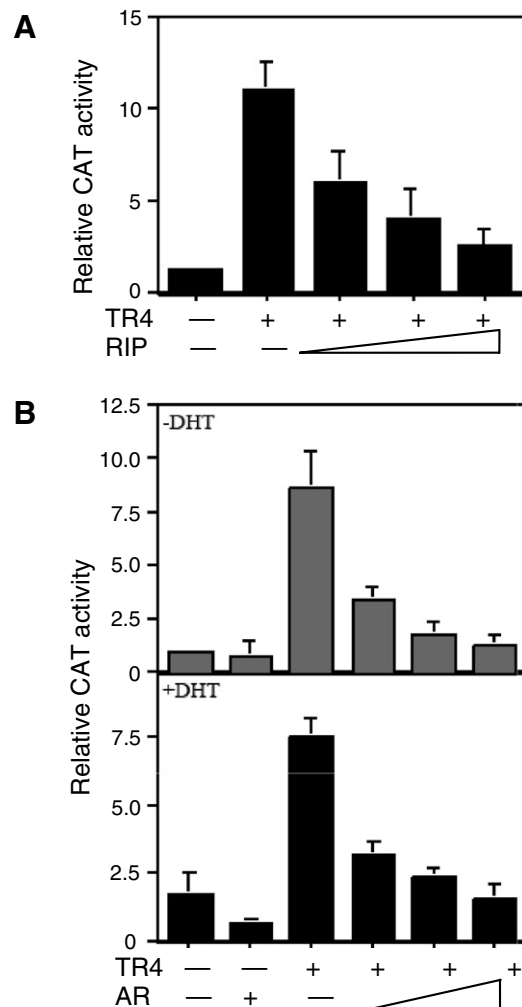 A
Relative CAT activity
15
10
5
0
TR4 — + + + +
RIP — —
B
Relative CAT activity
-DHT
12.5
10.0
7.5
5.0
2.5
0
+DHT
7.5
5.0
2.5
0
TR4 — — + + + +
AR — + —